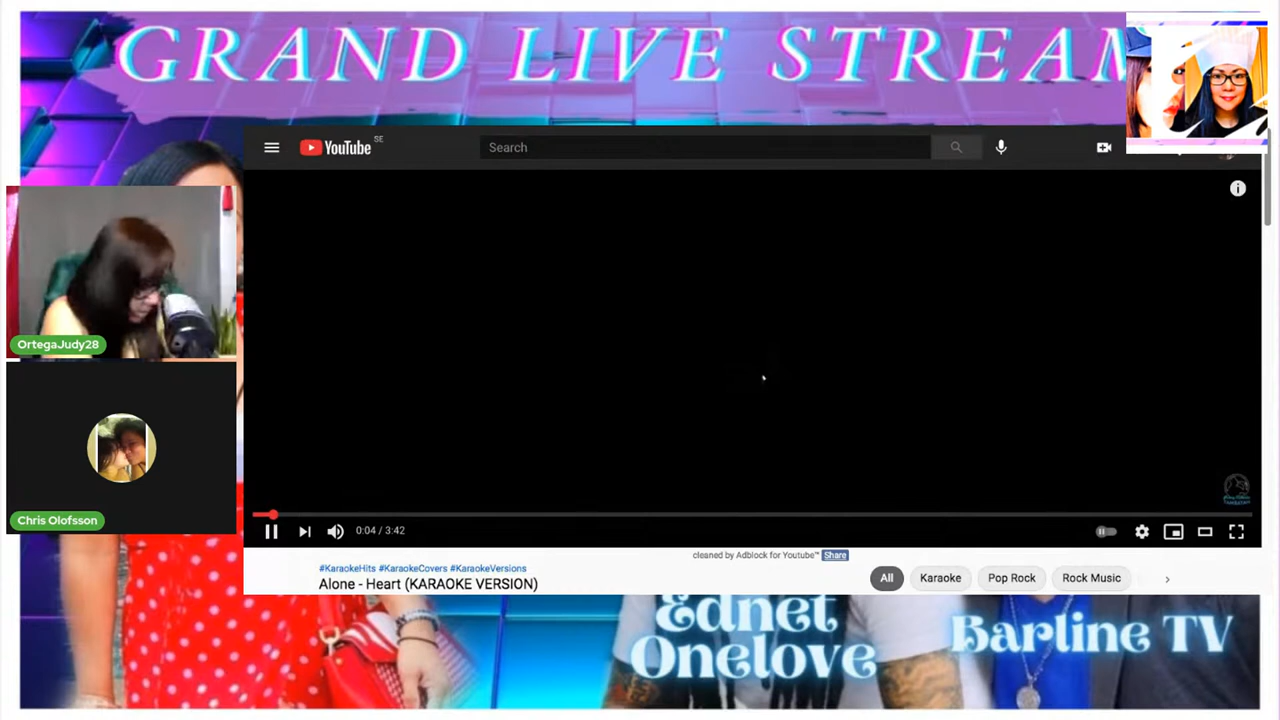 GRAND LIVE STREAM
YouTube SE
Search
OrtegaJudy28
Chris Olofsson
0:04 / 3:42
cleaned by Adblock for Youtube™ Share
#KaraokeHits #KaraokeCovers #KaraokeVersions
Alone - Heart (KARAOKE VERSION)
All
Karaoke
Pop Rock
Rock Music
Ednet
Onelove
Barline TV